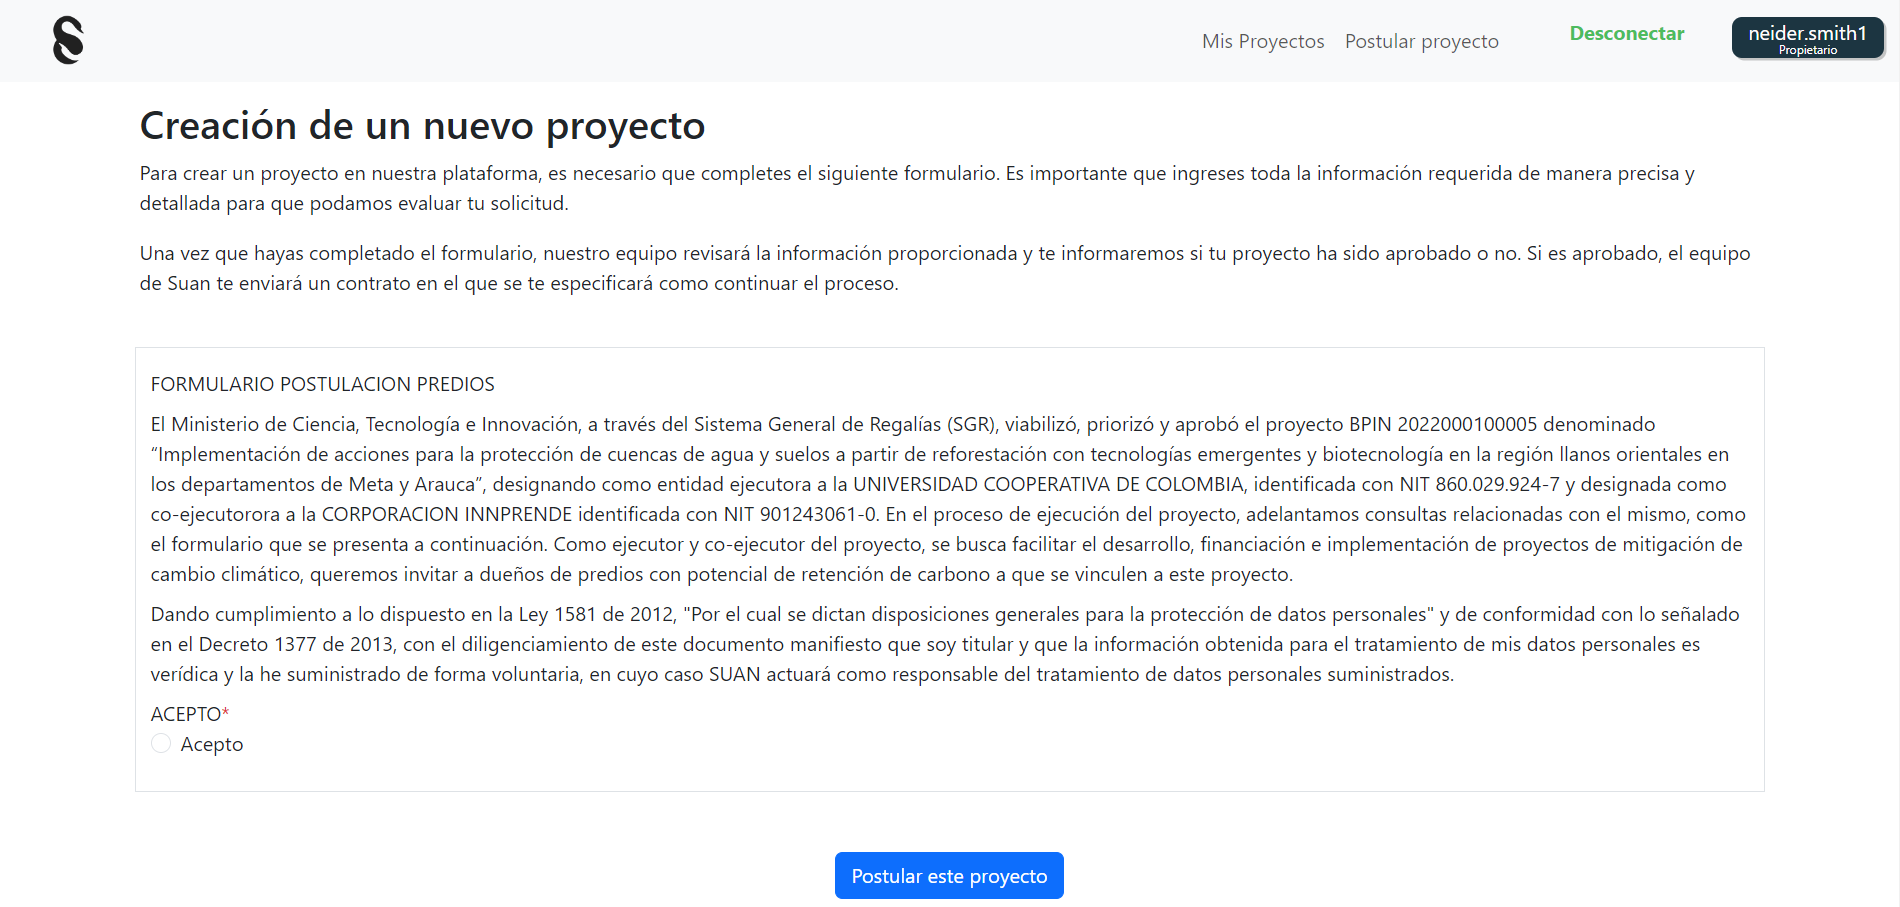 Mis Proyectos Postular proyecto Desconectar neider.smith1
Propietario
Creación de un nuevo proyecto
Para crear un proyecto en nuestra plataforma, es necesario que completes el siguiente formulario. Es importante que ingreses toda la información requerida de manera precisa y
detallada para que podamos evaluar tu solicitud.
Una vez que hayas completado el formulario, nuestro equipo revisará la información proporcionada y te informaremos si tu proyecto ha sido aprobado o no. Si es aprobado, el equipo
de Suan te enviará un contrato en el que se te especificará como continuar el proceso.
FORMULARIO POSTULACION PREDIOS
El Ministerio de Ciencia, Tecnología e Innovación, a través del Sistema General de Regalías (SGR), viabilizó, priorizó y aprobó el proyecto BPIN 2022000100005 denominado
“Implementación de acciones para la protección de cuencas de agua y suelos a partir de reforestación con tecnologías emergentes y biotecnología en la región llanos orientales en
los departamentos de Meta y Arauca”, designando como entidad ejecutora a la UNIVERSIDAD COOPERATIVA DE COLOMBIA, identificada con NIT 860.029.924-7 y designada como
co-ejecutorora a la CORPORACION INNPRENDE identificada con NIT 901243061-0. En el proceso de ejecución del proyecto, adelantamos consultas relacionadas con el mismo, como
el formulario que se presenta a continuación. Como ejecutor y co-ejecutor del proyecto, se busca facilitar el desarrollo, financiación e implementación de proyectos de mitigación de
cambio climático, queremos invitar a dueños de predios con potencial de retención de carbono a que se vinculen a este proyecto.
Dando cumplimiento a lo dispuesto en la Ley 1581 de 2012, "Por el cual se dictan disposiciones generales para la protección de datos personales" y de conformidad con lo señalado
en el Decreto 1377 de 2013, con el diligenciamiento de este documento manifiesto que soy titular y que la información obtenida para el tratamiento de mis datos personales es
verídica y la he suministrado de forma voluntaria, en cuyo caso SUAN actuará como responsable del tratamiento de datos personales suministrados.
ACEPTO*
Acepto
Postular este proyecto